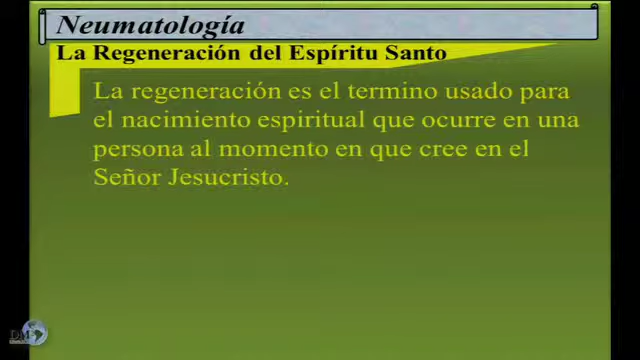 Neumatología
La Regeneración del Espíritu Santo
La regeneración es el termino usado para
el nacimiento espiritual que ocurre en una
persona al momento en que cree en el
Señor Jesucristo.